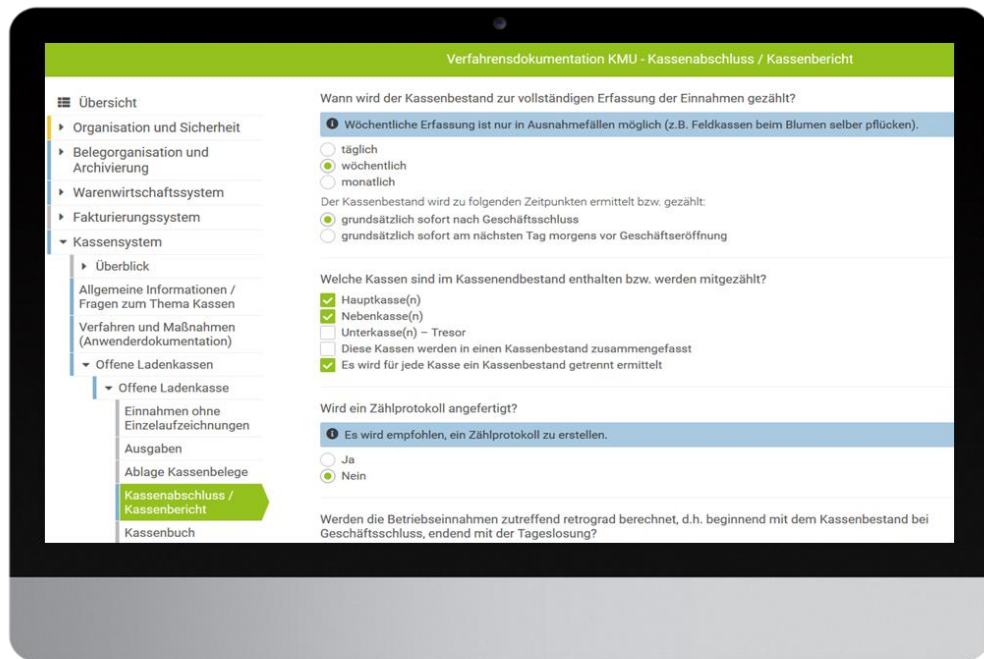 Verfahrensdokumentation KMU - Kassenabschluss / Kassenbericht
Übersicht
Organisation und Sicherheit
Belegorganisation und
Archivierung
Warenwirtschaftssystem
Fakturierungssystem
Kassensystem
Überblick
Allgemeine Informationen /
Fragen zum Thema Kassen
Verfahren und Maßnahmen
(Anwenderdokumentation)
Offene Ladenkassen
Offene Ladenkasse
Einnahmen ohne
Einzelaufzeichnungen
Ausgaben
Ablage Kassenbelege
Kassenabschluss /
Kassenbericht
Kassenbuch
Wann wird der Kassenbestand zur vollständigen Erfassung der Einnahmen gezählt?
Wöchentliche Erfassung ist nur in Ausnahmefällen möglich (z.B. Feldkassen beim Blumen selber pflücken).
täglich
wöchentlich
monatlich
Der Kassenbestand wird zu folgenden Zeitpunkten ermittelt bzw. gezählt:
grundsätzlich sofort nach Geschäftsschluss
grundsätzlich sofort am nächsten Tag morgens vor Geschäftseröffnung
Welche Kassen sind im Kassenendbestand enthalten bzw. werden mitgezählt?
Hauptkasse(n)
Nebenkasse(n)
Unterkasse(n) – Tresor
Diese Kassen werden in einen Kassenbestand zusammengefasst
Es wird für jede Kasse ein Kassenbestand getrennt ermittelt
Wird ein Zählprotokoll angefertigt?
Es wird empfohlen, ein Zählprotokoll zu erstellen.
Ja
Nein
Werden die Betriebseinnahmen zutreffend retrograd berechnet, d.h. beginnend mit dem Kassenbestand bei
Geschäftsschluss, endend mit der Tageslosung?